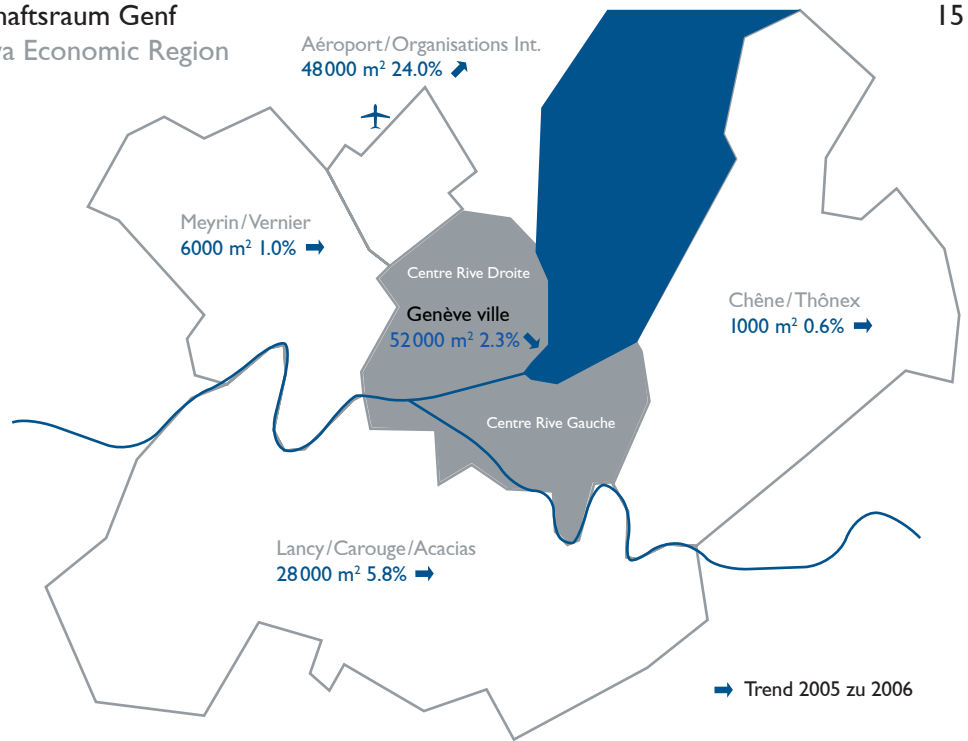 haftsraum Genf
15
va Economic Region
Aéroport/Organisations Int.
48000 m² 24.0%
Meyrin/Vernier
6000 m² 1.0%
Centre Rive Droite
Genève ville
52000 m² 2.3%
Chêne/Thônex
1000 m² 0.6%
Centre Rive Gauche
Lancy/Carouge/Acacias
28000 m² 5.8%
Trend 2005 zu 2006